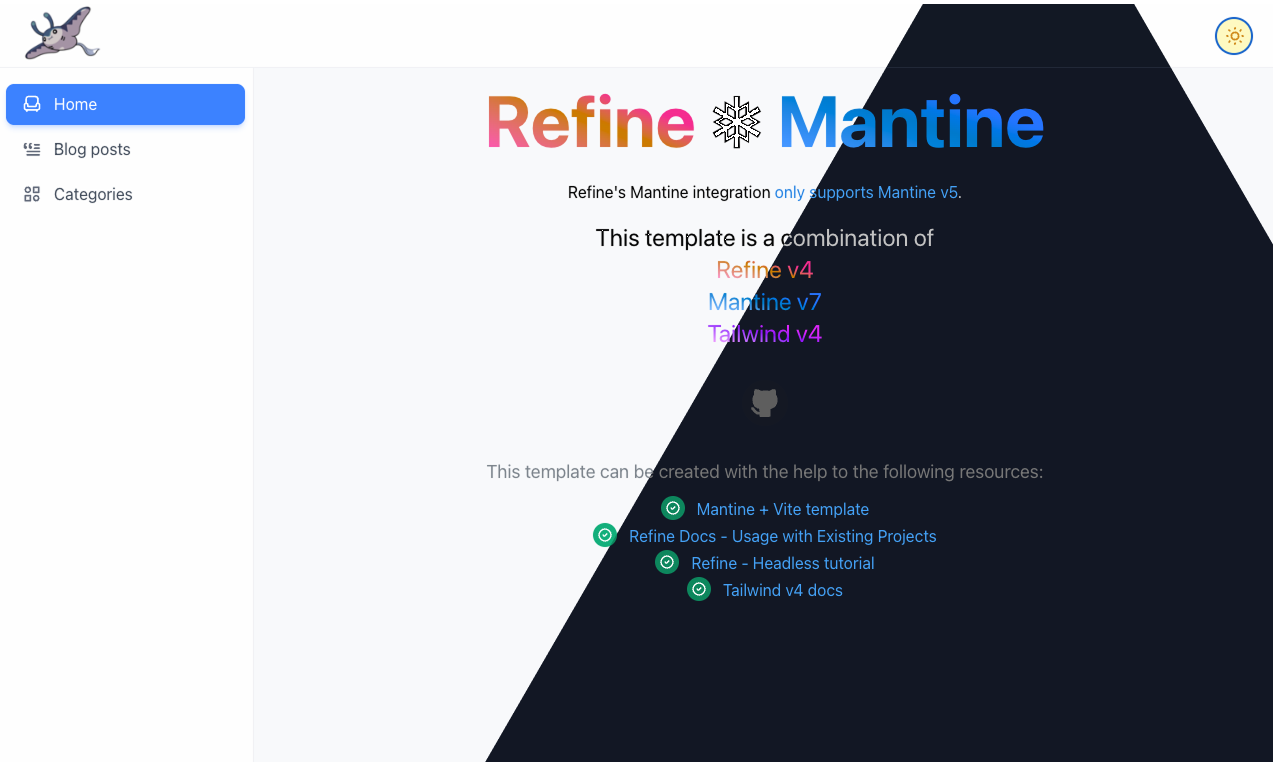 Home
Blog posts
Categories
Refine Mantine
Refine's Mantine integration only supports Mantine v5.
This template is a combination of
Refine v4
Mantine v7
Tailwind v4
This template can be created with the help to the following resources:
Mantine + Vite template
Refine Docs - Usage with Existing Projects
Refine - Headless tutorial
Tailwind v4 docs